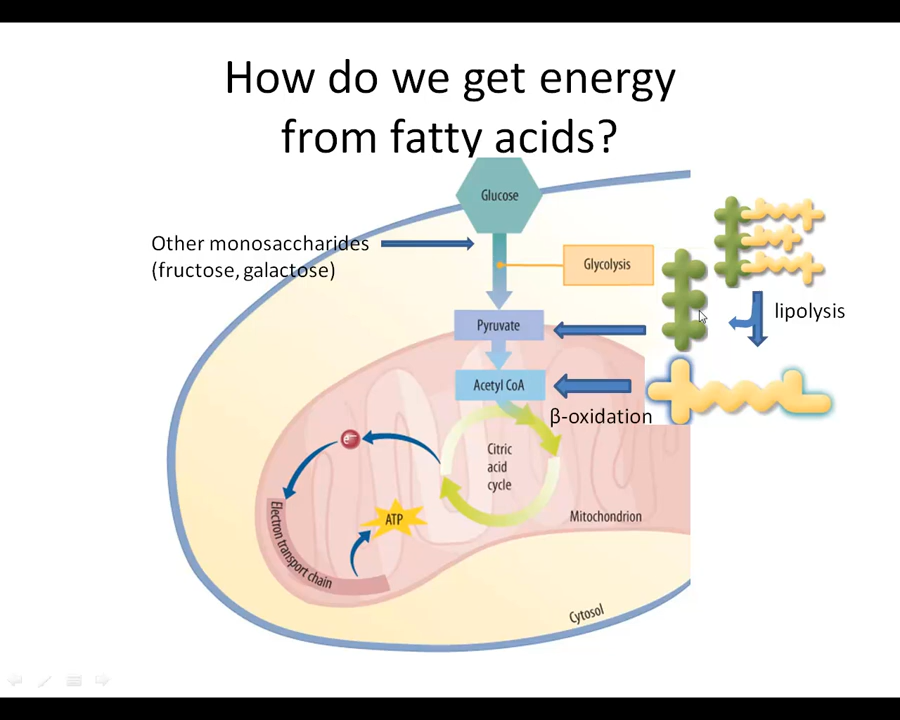 How do we get energy
from fatty acids?
Glucose
Other monosaccharides
(fructose, galactose)
Glycolysis
lipolysis
Pyruvate
Acetyl CoA
β-oxidation
Citric
acid
cycle
e⁻
ATP
Electron transport chain
Mitochondrion
Cytosol